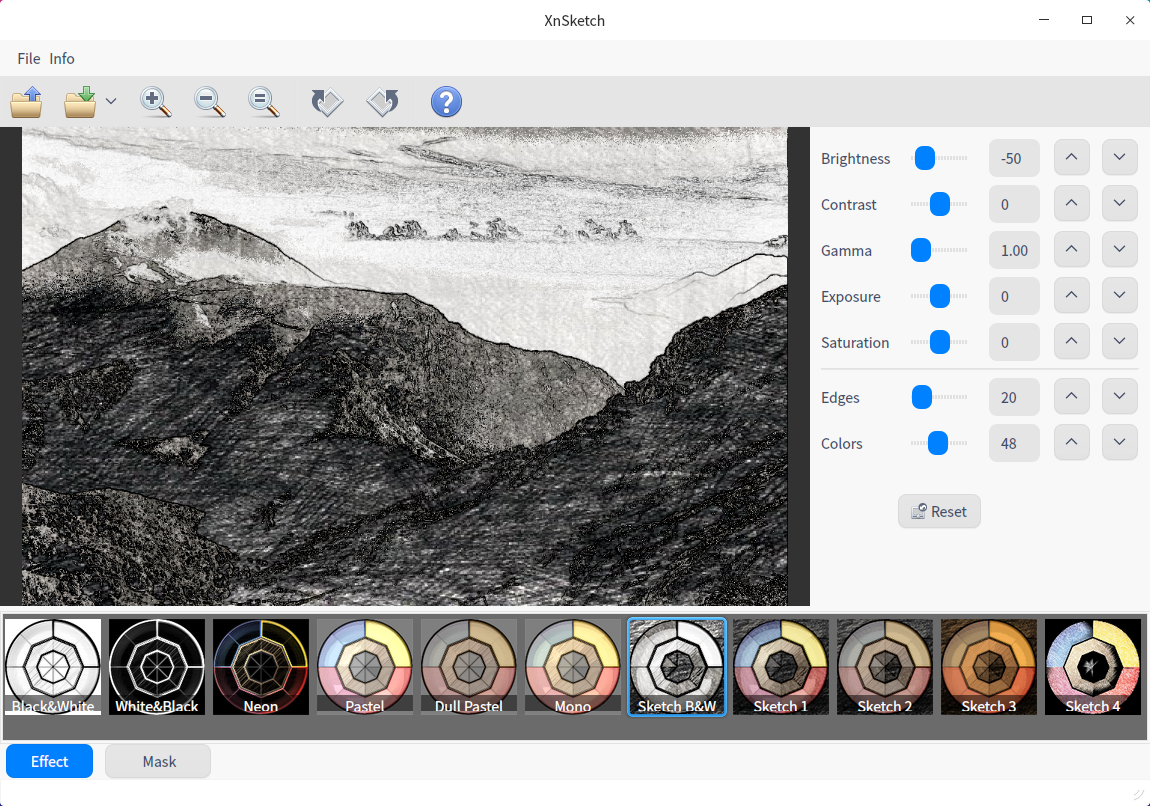 XnSketch
File Info
Brightness -50
Contrast 0
Gamma 1.00
Exposure 0
Saturation 0
Edges 20
Colors 48
Reset
Black&White White&Black Neon Pastel Dull Pastel Mono Sketch B&W Sketch 1 Sketch 2 Sketch 3 Sketch 4
Effect Mask